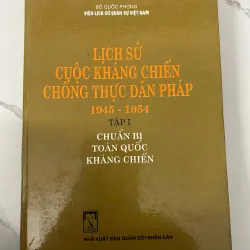 BỘ QUỐC PHÒNG
VIỆN LỊCH SỬ QUÂN SỰ VIỆT NAM
LỊCH SỬ
CUỘC KHÁNG CHIẾN
CHỐNG THỰC DÂN PHÁP
1945 - 1954
TẬP I
CHUẨN BỊ
TOÀN QUỐC
KHÁNG CHIẾN
NHÀ XUẤT BẢN QUÂN ĐỘI NHÂN DÂN